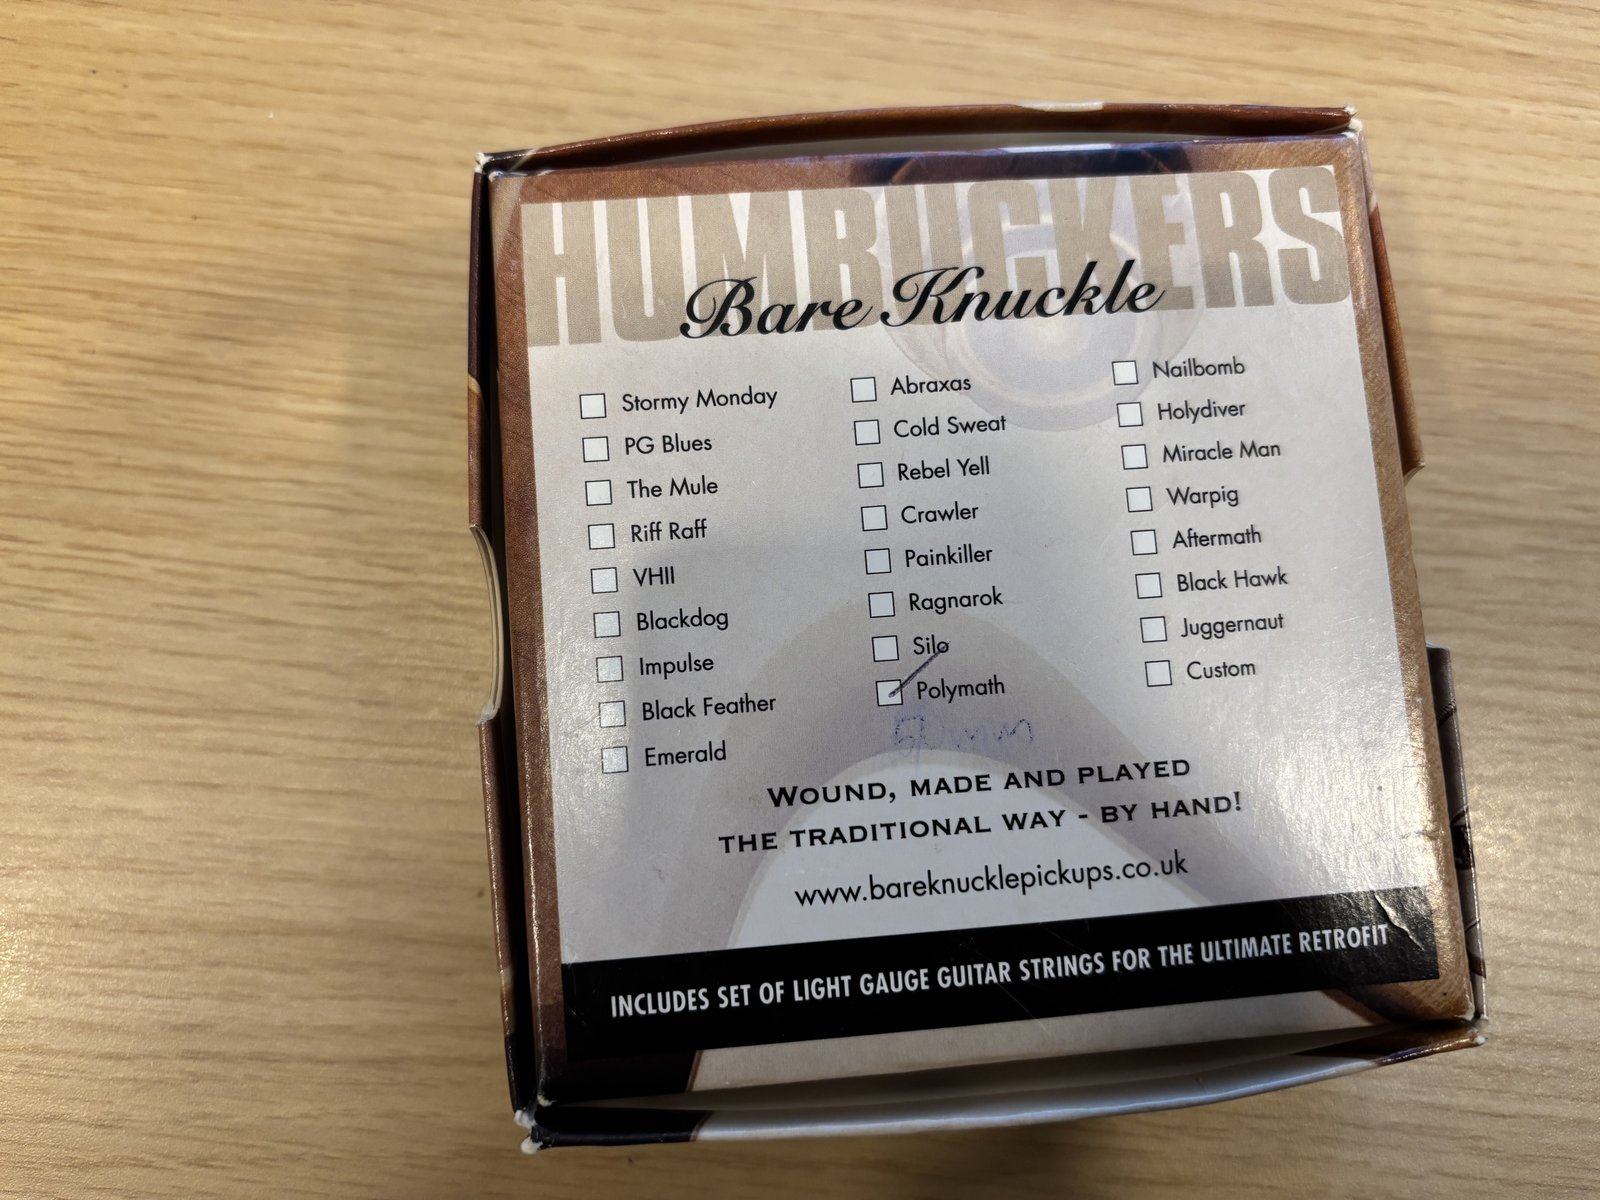 HUMBUCKERS
Bare Knuckle
Stormy Monday
PG Blues
The Mule
Riff Raff
VHII
Blackdog
Impulse
Black Feather
Emerald
Abraxas
Cold Sweat
Rebel Yell
Crawler
Painkiller
Ragnarok
Silo
Polymath
Nailbomb
Holydiver
Miracle Man
Warpig
Aftermath
Black Hawk
Juggernaut
Custom
WOUND, MADE AND PLAYED
THE TRADITIONAL WAY - BY HAND!
www.bareknucklepickups.co.uk
INCLUDES SET OF LIGHT GAUGE GUITAR STRINGS FOR THE ULTIMATE RETROFIT